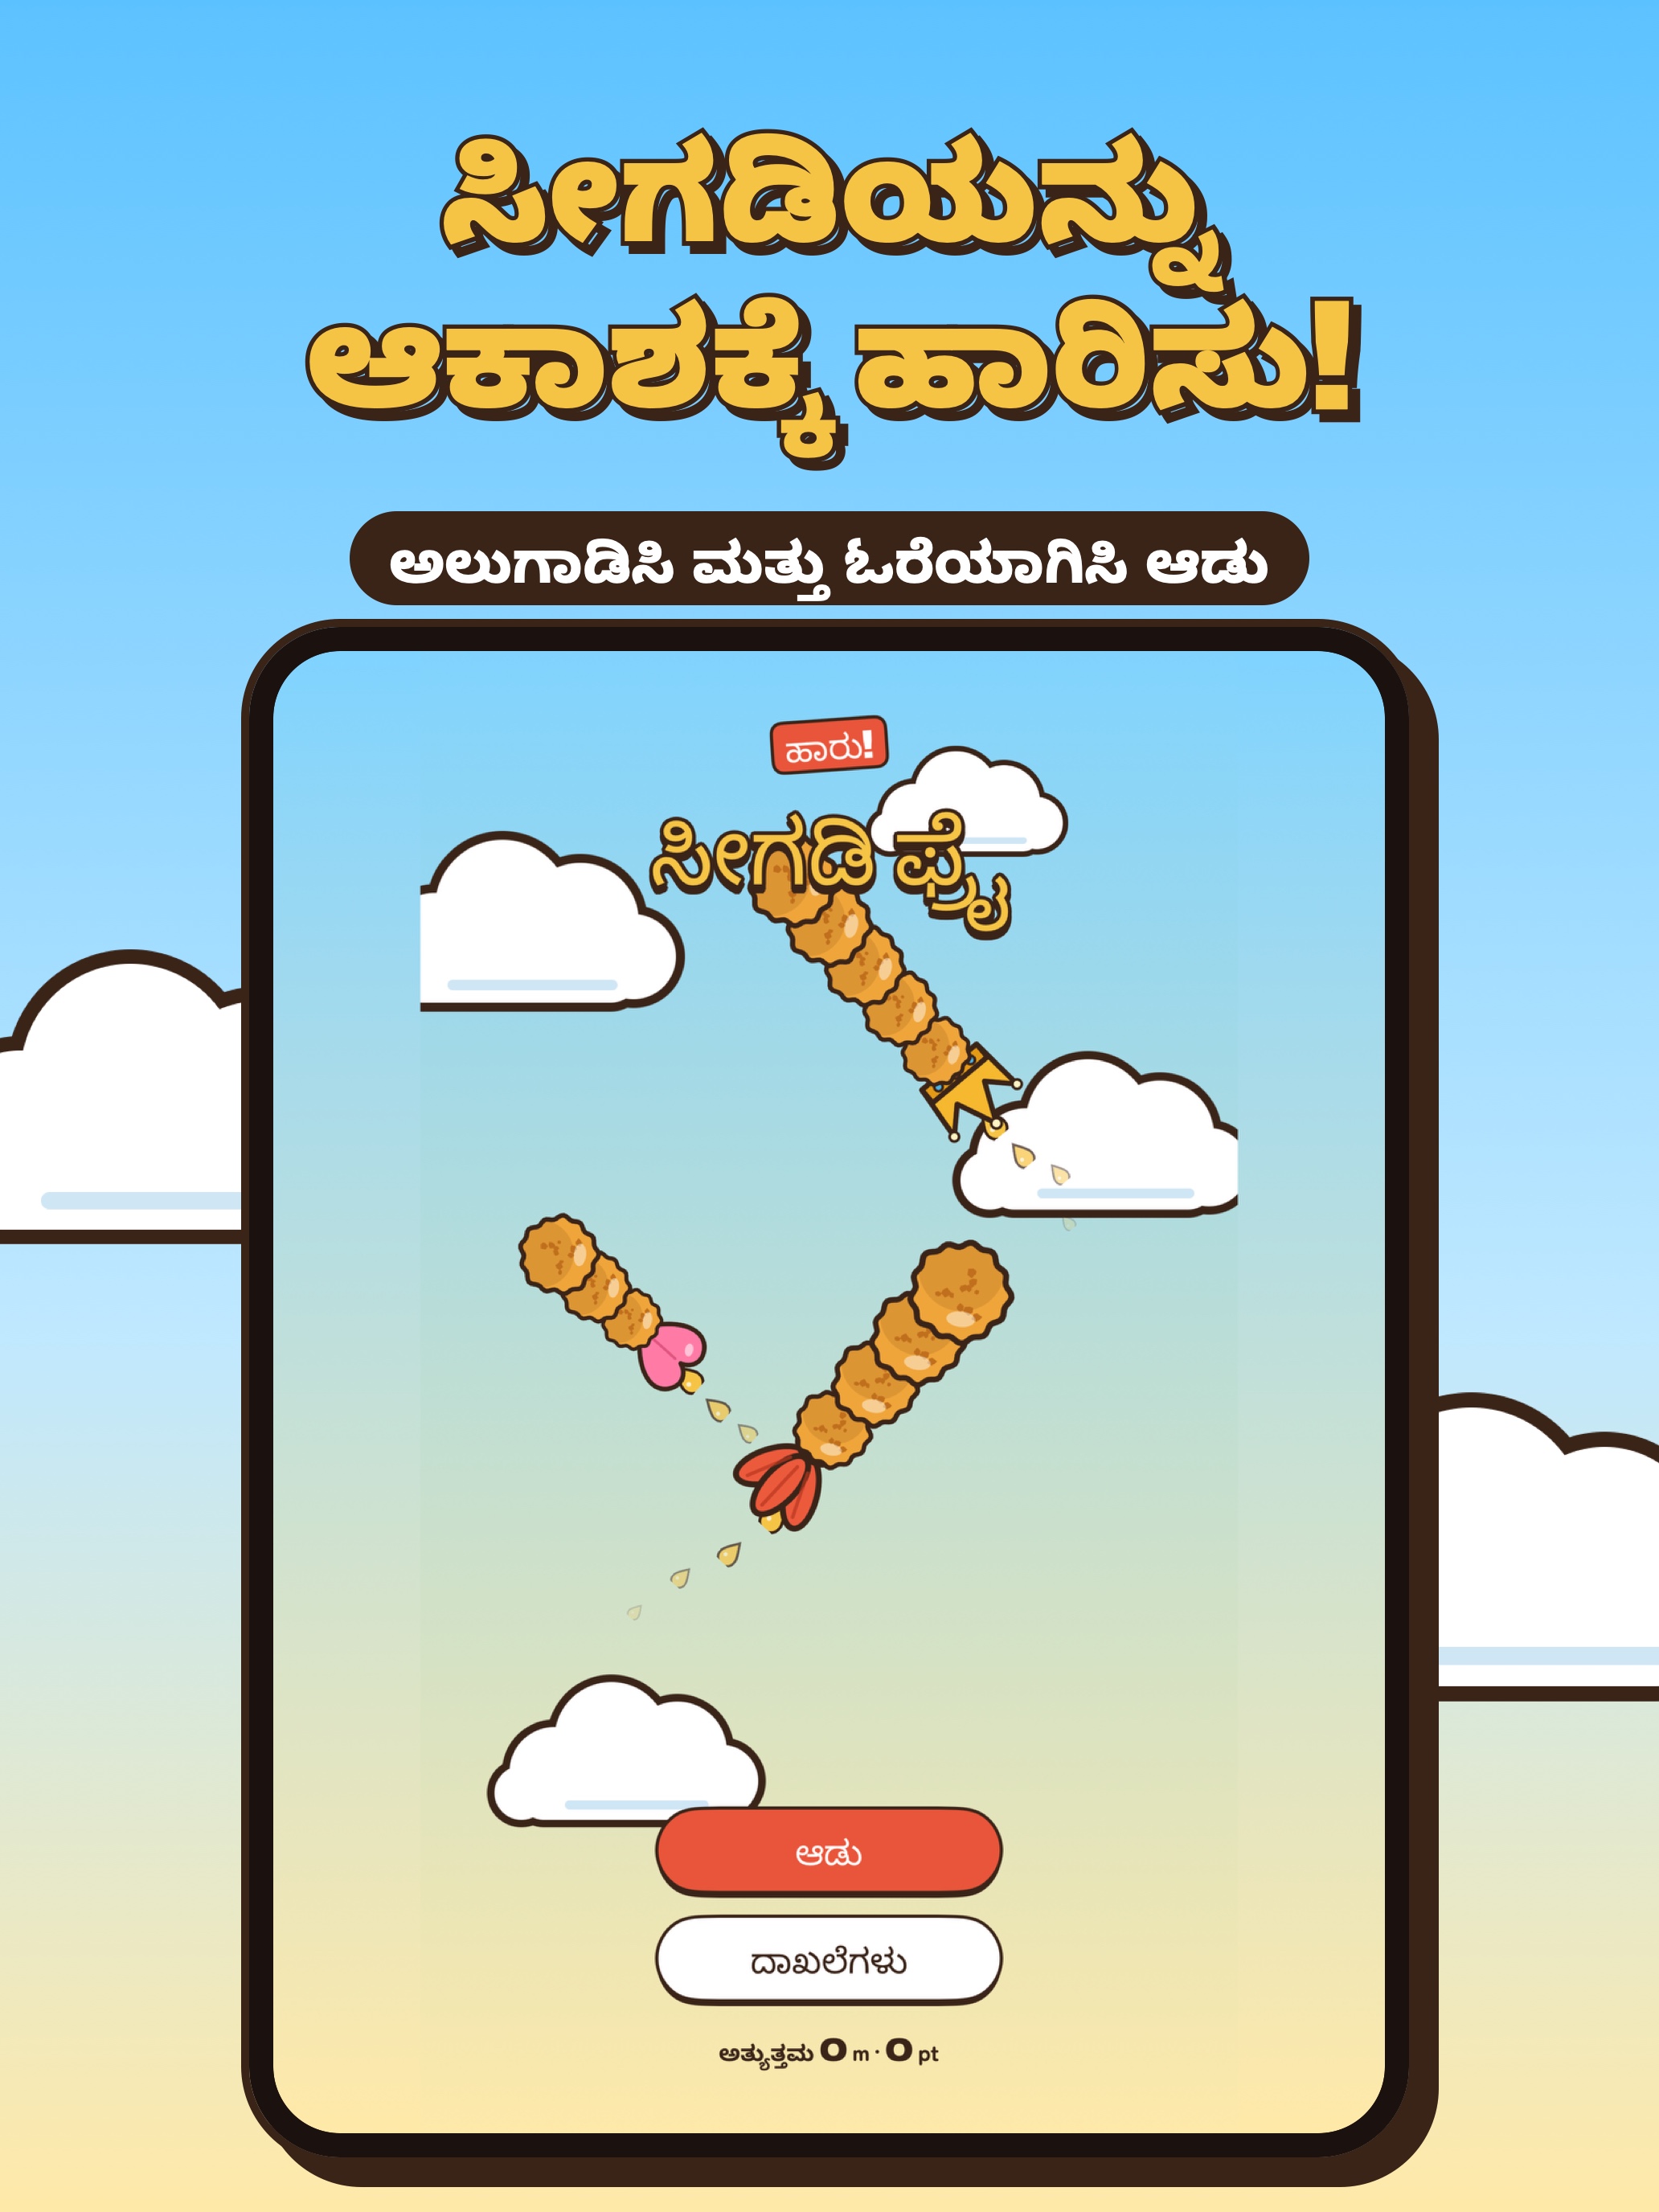 ಸೀಗಡಿಯನ್ನು
ಆಕಾಶಕ್ಕೆ ಹಾರಿಸು!
ಅಲುಗಾಡಿಸಿ ಮತ್ತು ಓರೆಯಾಗಿಸಿ ಆಡು
ಹಾರು!
ಸೀಗಡಿ ಫ್ರೈ
ಆಡು
ದಾಖಲೆಗಳು
ಅತ್ಯುತ್ತಮ 0 m · 0 pt